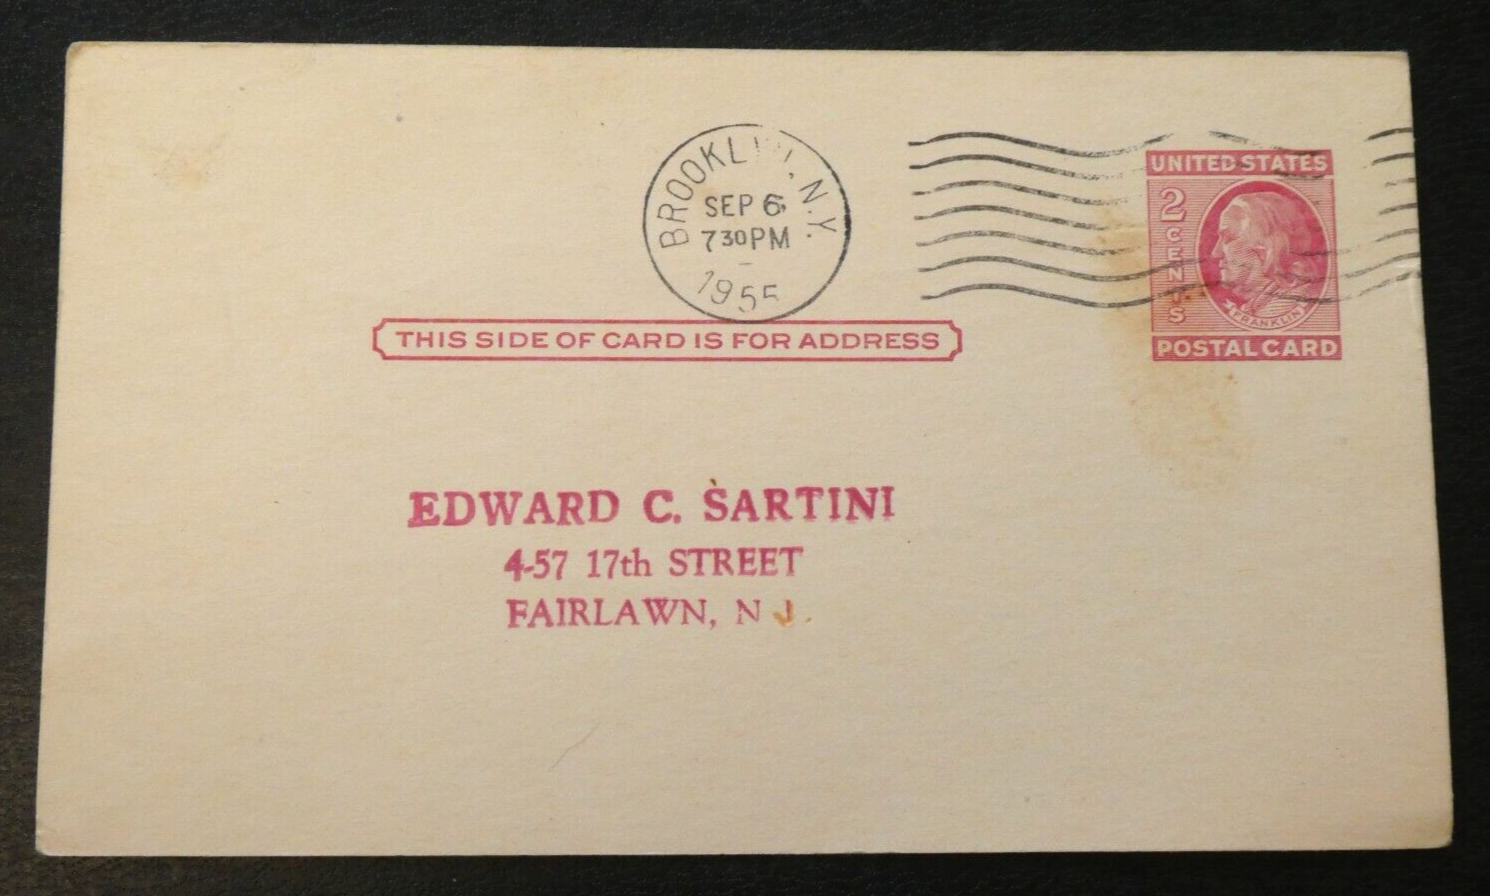 BROOKLYN, N.Y.
SEP 6
7 30 PM
1955
UNITED STATES
2
CENTS
FRANKLIN
POSTAL CARD
THIS SIDE OF CARD IS FOR ADDRESS
EDWARD C. SARTINI
4-57 17th STREET
FAIRLAWN, N J.